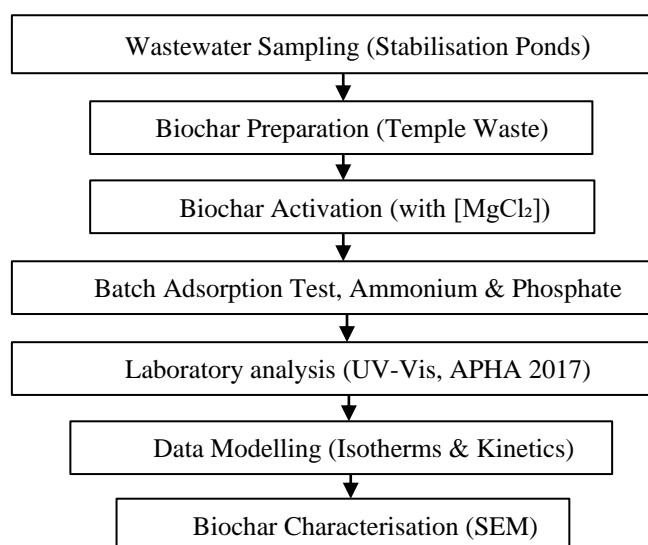 Wastewater Sampling (Stabilisation Ponds)
Biochar Preparation (Temple Waste)
Biochar Activation (with [MgCl₂])
Batch Adsorption Test, Ammonium & Phosphate
Laboratory analysis (UV-Vis, APHA 2017)
Data Modelling (Isotherms & Kinetics)
Biochar Characterisation (SEM)